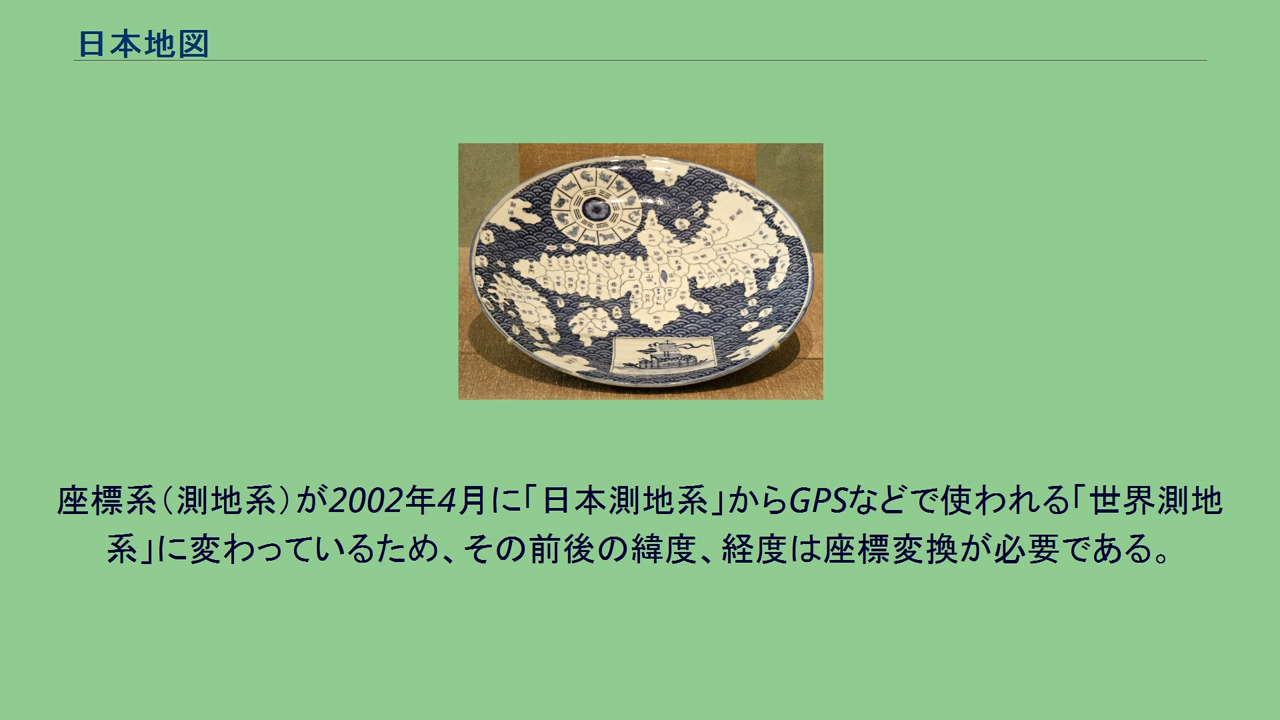 日本地図
座標系（測地系）が2002年4月に「日本測地系」からGPSなどで使われる「世界測地
系」に変わっているため、その前後の緯度、経度は座標変換が必要である。